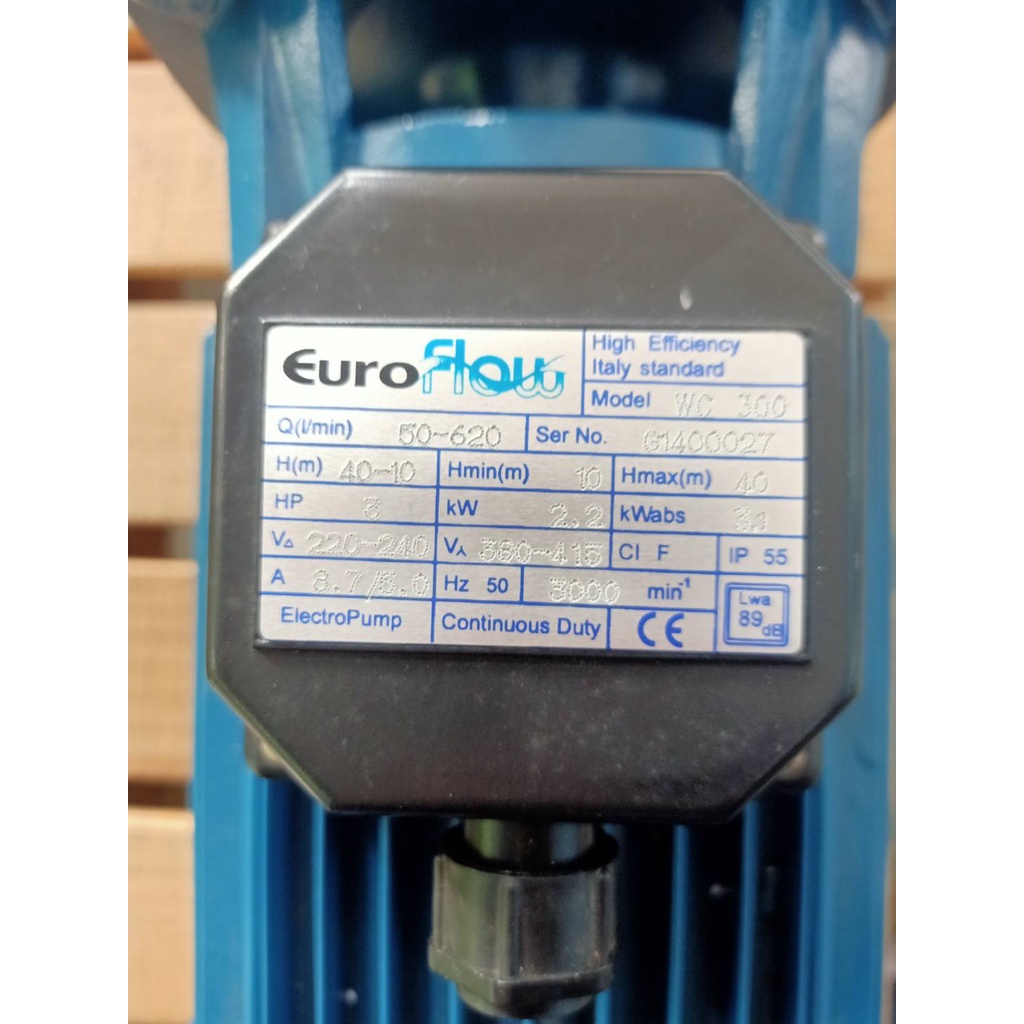 EuroFlow
High Efficiency
Italy standard
Model WC 300
Q(l/min) 50-620 Ser No. G1400027
H(m) 40-10 Hmin(m) 10 Hmax(m) 40
HP 3 kW 2.2 kWabs 3.1
V△ 220-240 V⅄ 380-415 Cl F IP 55
A 8.7/5.0 Hz 50 3000 min⁻¹
ElectroPump Continuous Duty CE Lwa
89 dB